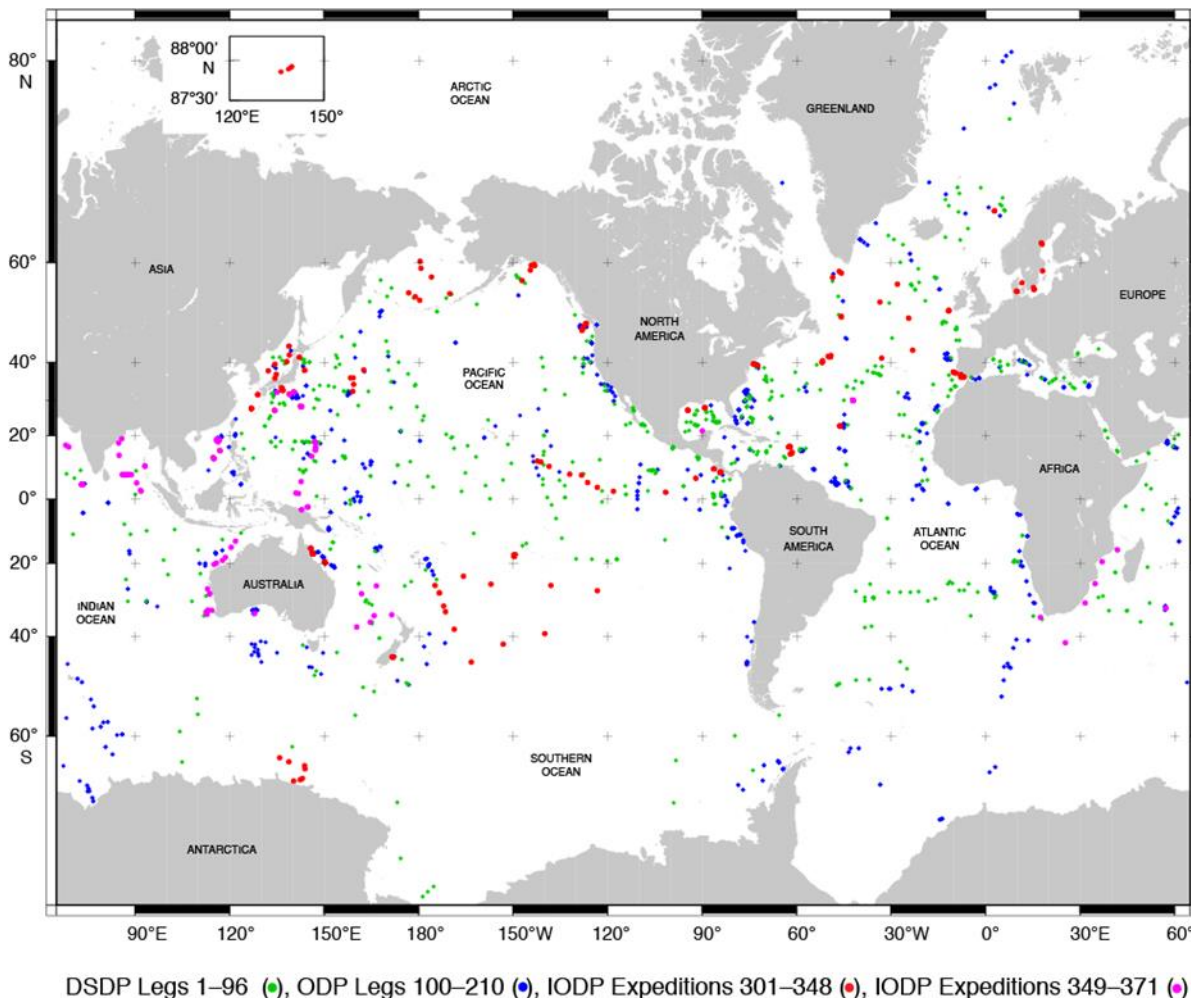 88°00'
N
87°30'
120°E 150°
80°
N
ARCTIC
OCEAN
GREENLAND
60°
ASIA
NORTH
AMERICA
EUROPE
40°
PACIFIC
OCEAN
20°
AFRICA
0°
SOUTH
AMERICA
ATLANTIC
OCEAN
20°
AUSTRALIA
INDIAN
OCEAN
40°
60°
S
SOUTHERN
OCEAN
ANTARCTICA
90°E 120°E 150°E 180° 150°W 120° 90° 60° 30°W 0° 30°E 60°
DSDP Legs 1–96 (●), ODP Legs 100–210 (●), IODP Expeditions 301–348 (●), IODP Expeditions 349–371 (●)